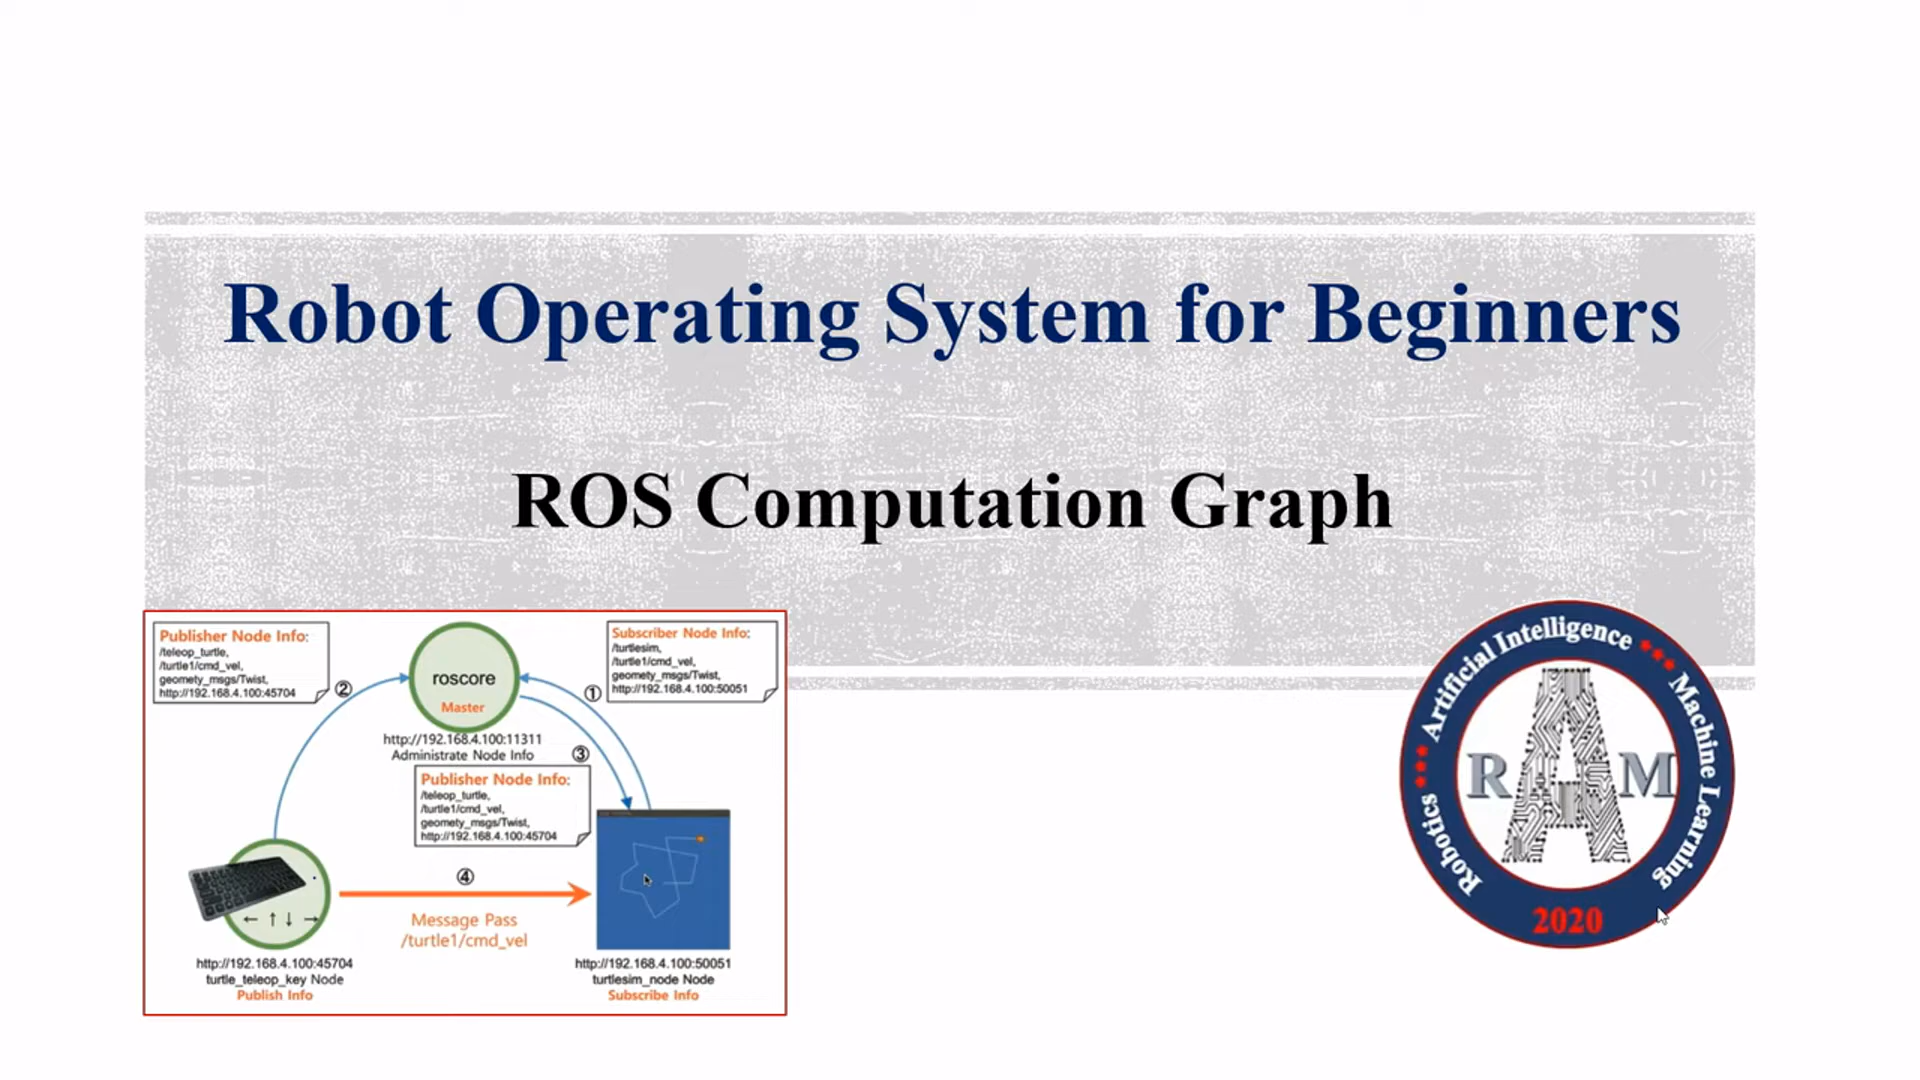 Robot Operating System for Beginners
ROS Computation Graph
Publisher Node Info:
/teleop_turtle,
/turtle1/cmd_vel,
geomety_msgs/Twist,
http://192.168.4.100:45704
②
roscore
Master
http://192.168.4.100:11311
Administrate Node Info
①
Subscriber Node Info:
/turtlesim,
/turtle1/cmd_vel,
geometry_msgs/Twist,
http://192.168.4.100:50051
③
Publisher Node Info:
/teleop_turtle,
/turtle1/cmd_vel,
geomety_msgs/Twist,
http://192.168.4.100:45704
← ↑ ↓ →
④
Message Pass
/turtle1/cmd_vel
http://192.168.4.100:45704
turtle_teleop_key Node
Publish Info
http://192.168.4.100:50051
turtlesim_node Node
Subscribe Info
Robotics *** Artificial Intelligence *** Machine Learning
RAM
2020